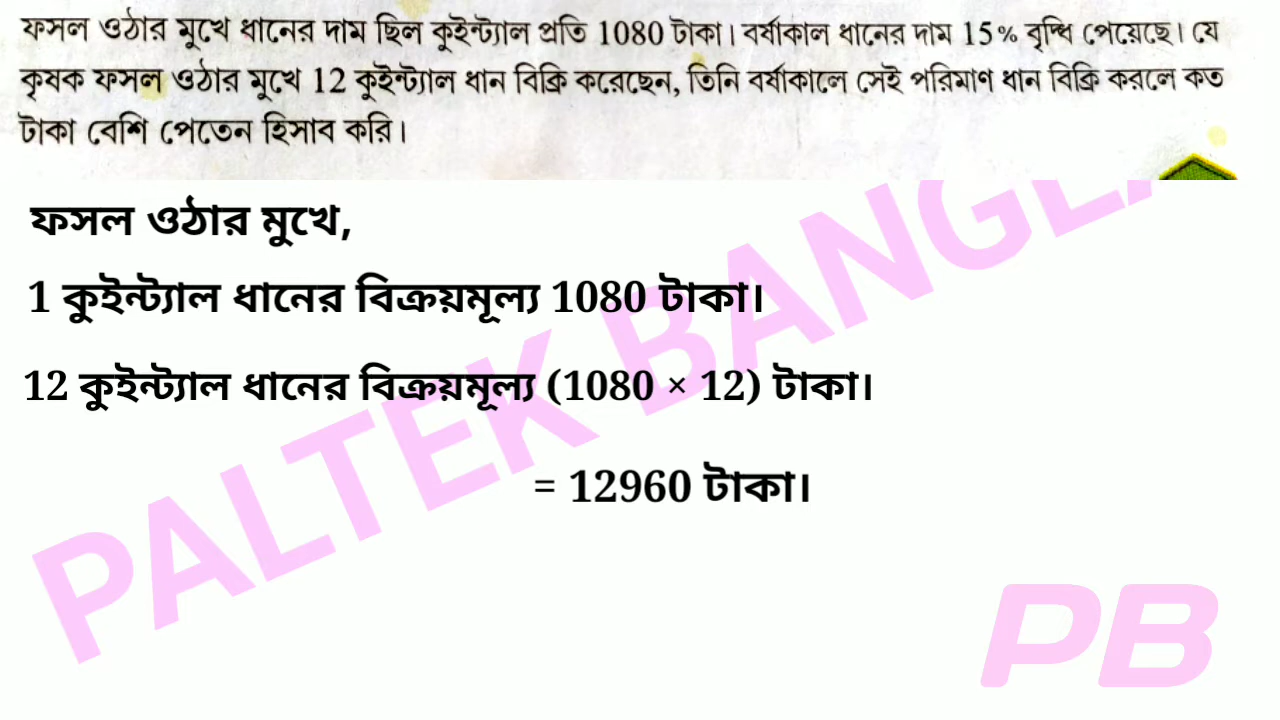 ফসল ওঠার মুখে ধানের দাম ছিল কুইন্ট্যাল প্রতি 1080 টাকা। বর্ষাকাল ধানের দাম 15% বৃদ্ধি পেয়েছে। যে
কৃষক ফসল ওঠার মুখে 12 কুইন্ট্যাল ধান বিক্রি করেছেন, তিনি বর্ষাকালে সেই পরিমাণ ধান বিক্রি করলে কত
টাকা বেশি পেতেন হিসাব করি।
ফসল ওঠার মুখে,
1 কুইন্ট্যাল ধানের বিক্রয়মূল্য 1080 টাকা।
12 কুইন্ট্যাল ধানের বিক্রয়মূল্য (1080 × 12) টাকা।
= 12960 টাকা।
PALTEK BANGLA
PB